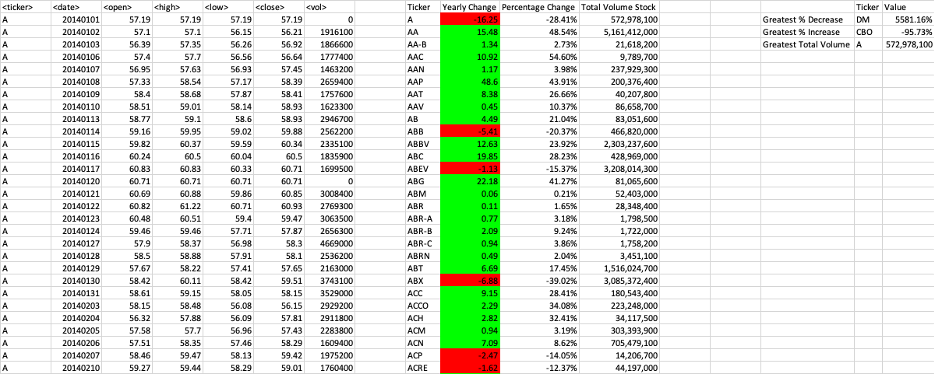 <ticker> <date> <open> <high> <low> <close> <vol> Ticker Yearly Change Percentage Change Total Volume Stock Ticker Value
A 20140101 57.19 57.19 57.19 57.19 0 A -16.25 -28.41% 572,978,100 Greatest % Decrease DM 5581.16%
A 20140102 57.1 57.1 56.15 56.21 1916100 AA 15.48 48.54% 5,161,412,000 Greatest % Increase CBO -95.73%
A 20140103 56.39 57.35 56.26 56.92 1866600 AA-B 1.34 2.73% 21,618,200 Greatest Total Volume A 572,978,100
A 20140106 57.4 57.7 56.56 56.64 1777400 AAC 10.92 54.60% 9,789,700
A 20140107 56.95 57.63 56.93 57.45 1463200 AAN 1.17 3.98% 237,929,300
A 20140108 57.33 58.54 57.17 58.39 2659400 AAP 48.6 43.91% 200,376,400
A 20140109 58.4 58.68 57.87 58.41 1757600 AAT 8.38 26.66% 40,207,800
A 20140110 58.51 59.01 58.14 58.93 1623300 AAV 0.45 10.37% 86,658,700
A 20140113 58.77 59.1 58.6 58.93 2946700 AB 4.49 21.04% 83,051,600
A 20140114 59.16 59.95 59.02 59.88 2562200 ABB -5.41 -20.37% 466,820,000
A 20140115 59.82 60.37 59.59 60.34 2335100 ABBV 12.63 23.92% 2,303,237,600
A 20140116 60.24 60.5 60.04 60.5 1835900 ABC 19.85 28.23% 428,969,000
A 20140117 60.83 60.83 60.33 60.71 1699500 ABEV -1.13 -15.37% 3,208,014,300
A 20140120 60.71 60.71 60.71 60.71 0 ABG 22.18 41.27% 81,065,600
A 20140121 60.69 60.88 59.86 60.85 3008400 ABM 0.06 0.21% 52,403,000
A 20140122 60.82 61.22 60.71 60.93 2769300 ABR 0.11 1.65% 28,348,400
A 20140123 60.48 60.51 59.4 59.47 3063500 ABR-A 0.77 3.18% 1,798,500
A 20140124 59.46 59.46 57.71 57.87 2656300 ABR-B 2.09 9.24% 1,722,000
A 20140127 57.9 58.37 56.98 58.3 4669000 ABR-C 0.94 3.86% 1,758,200
A 20140128 58.5 58.88 57.91 58.1 2536200 ABRN 0.49 2.04% 3,451,100
A 20140129 57.67 58.22 57.41 57.65 2163000 ABT 6.69 17.45% 1,516,024,700
A 20140130 58.42 60.11 58.42 59.51 3743100 ABX -6.88 -39.02% 3,085,372,400
A 20140131 58.61 59.15 58.05 58.15 3529000 ACC 9.15 28.41% 180,543,400
A 20140203 58.15 58.48 56.08 56.15 2929200 ACCO 2.29 34.08% 223,248,000
A 20140204 56.32 57.88 56.09 57.81 2911800 ACH 2.82 32.41% 34,117,500
A 20140205 57.58 57.7 56.96 57.43 2283800 ACM 0.94 3.19% 303,393,900
A 20140206 57.51 58.35 57.46 58.29 1609400 ACN 7.09 8.62% 705,479,100
A 20140207 58.46 59.47 58.13 59.42 1975200 ACP -2.47 -14.05% 14,206,700
A 20140210 59.27 59.44 58.29 59.01 1760400 ACRE -1.62 -12.37% 44,197,000